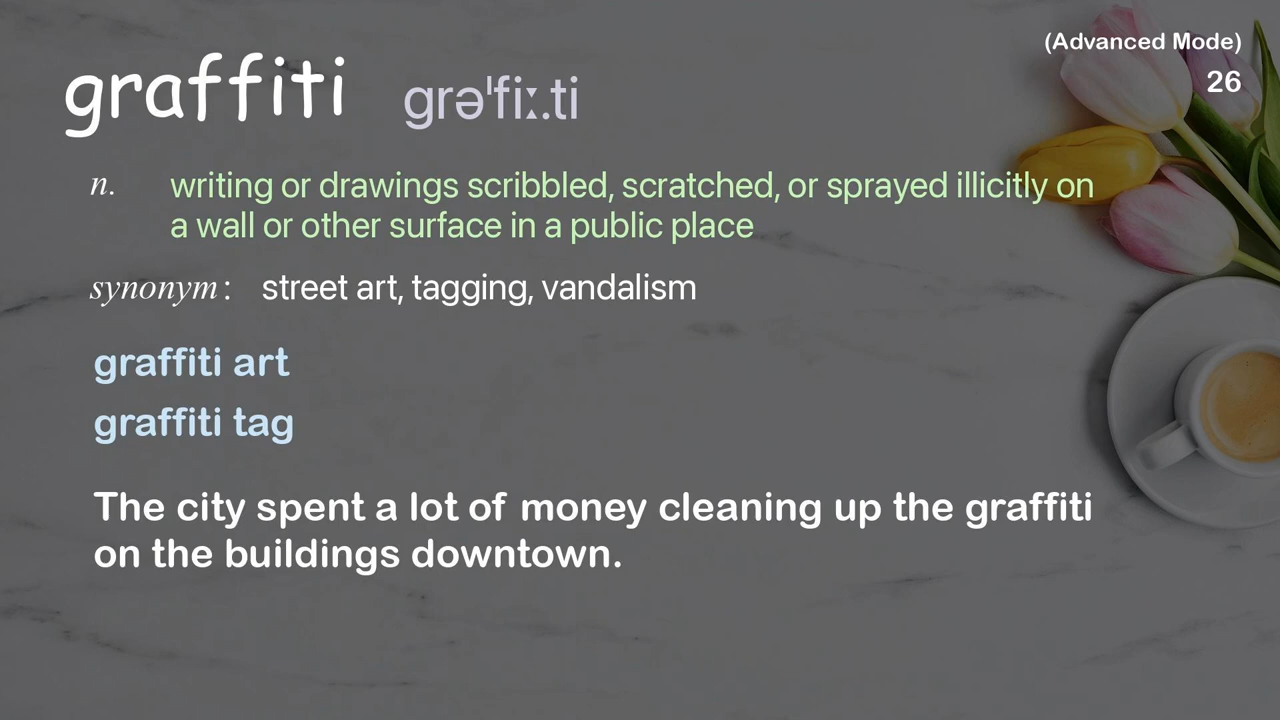 (Advanced Mode)
26
graffiti grəˈfiː.ti
n. writing or drawings scribbled, scratched, or sprayed illicitly on
a wall or other surface in a public place
synonym: street art, tagging, vandalism
graffiti art
graffiti tag
The city spent a lot of money cleaning up the graffiti
on the buildings downtown.